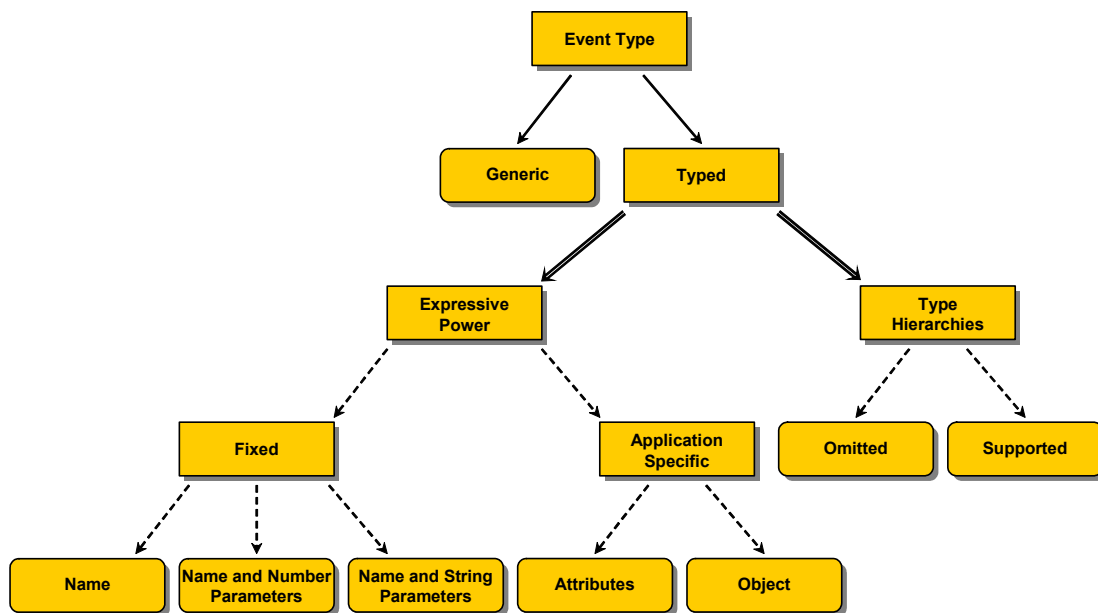 Event Type
Generic
Typed
Expressive
Power
Type
Hierarchies
Fixed
Application
Specific
Omitted
Supported
Name
Name and Number
Parameters
Name and String
Parameters
Attributes
Object